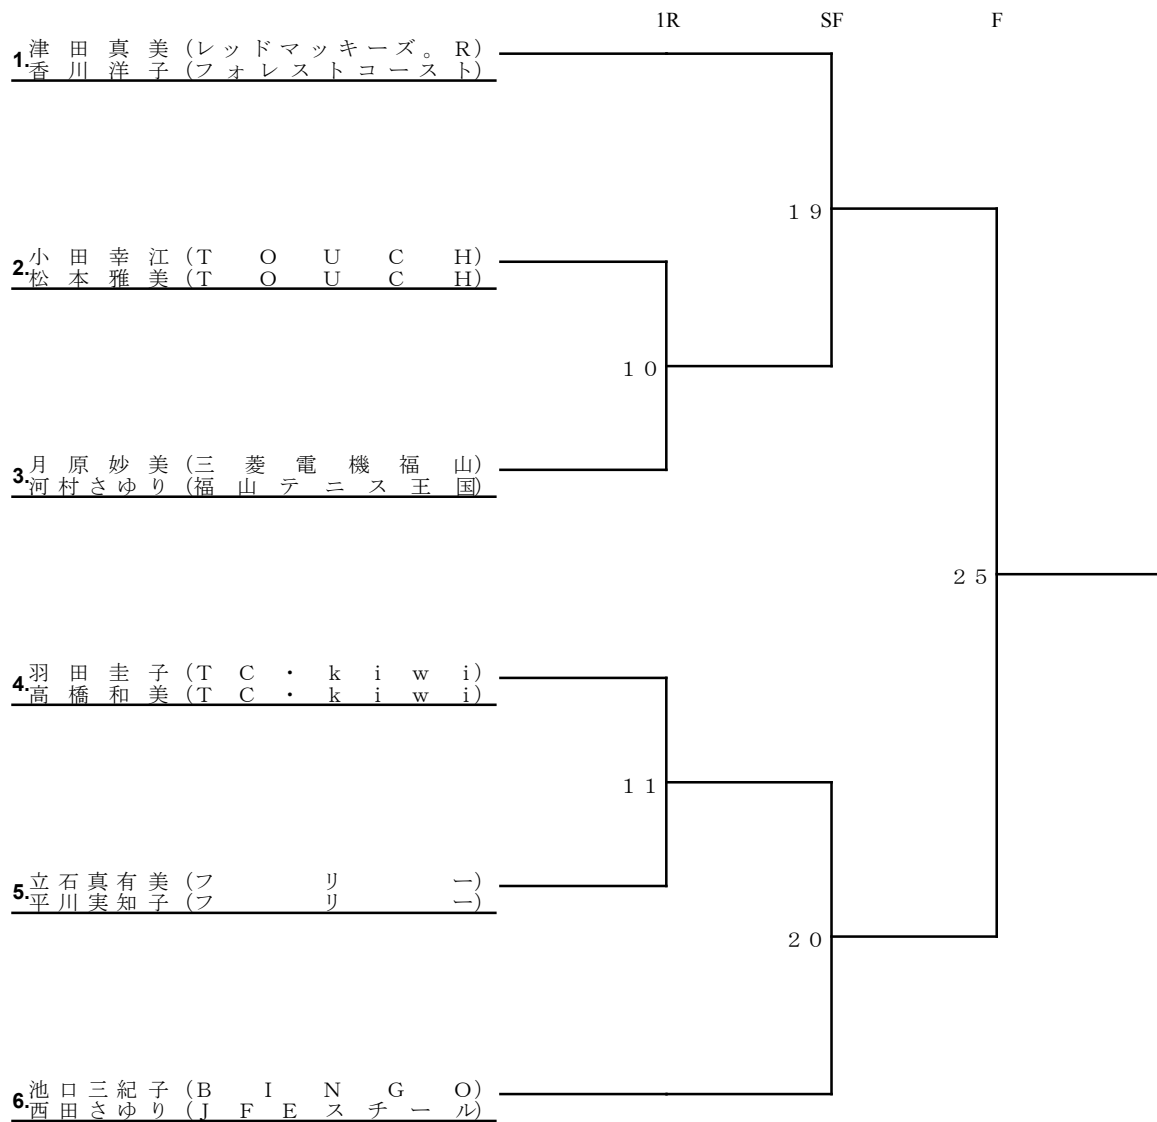 1R SF F
1. 津田真美(レッドマッキーズ。R)
香川洋子(フォレストコースト)
19
2. 小田幸江(TOUCH)
松本雅美(TOUCH)
10
3. 月原妙美(三菱電機福山)
河村さゆり(福山テニス王国)
25
4. 羽田圭子(TC・kiwi)
高橋和美(TC・kiwi)
11
5. 立石真有美(フリー)
平川実知子(フリー)
20
6. 池口三紀子(BINGO)
西田さゆり(JFEスチール)